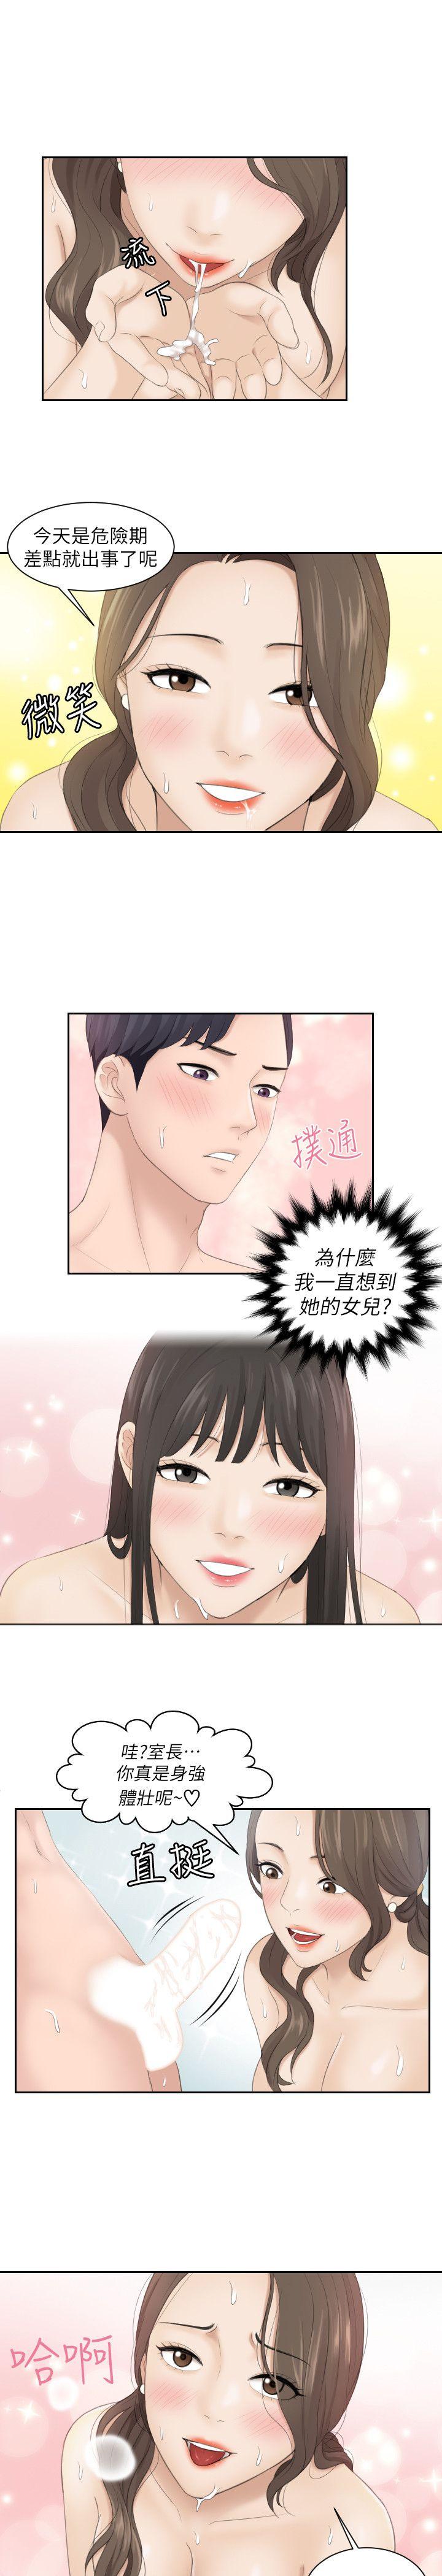 流下
今天是危險期
差點就出事了呢
微笑
撲通
為什麼
我一直想到
她的女兒?
哇?室長…
你真是身強
體壯呢~♡
直挺
哈啊